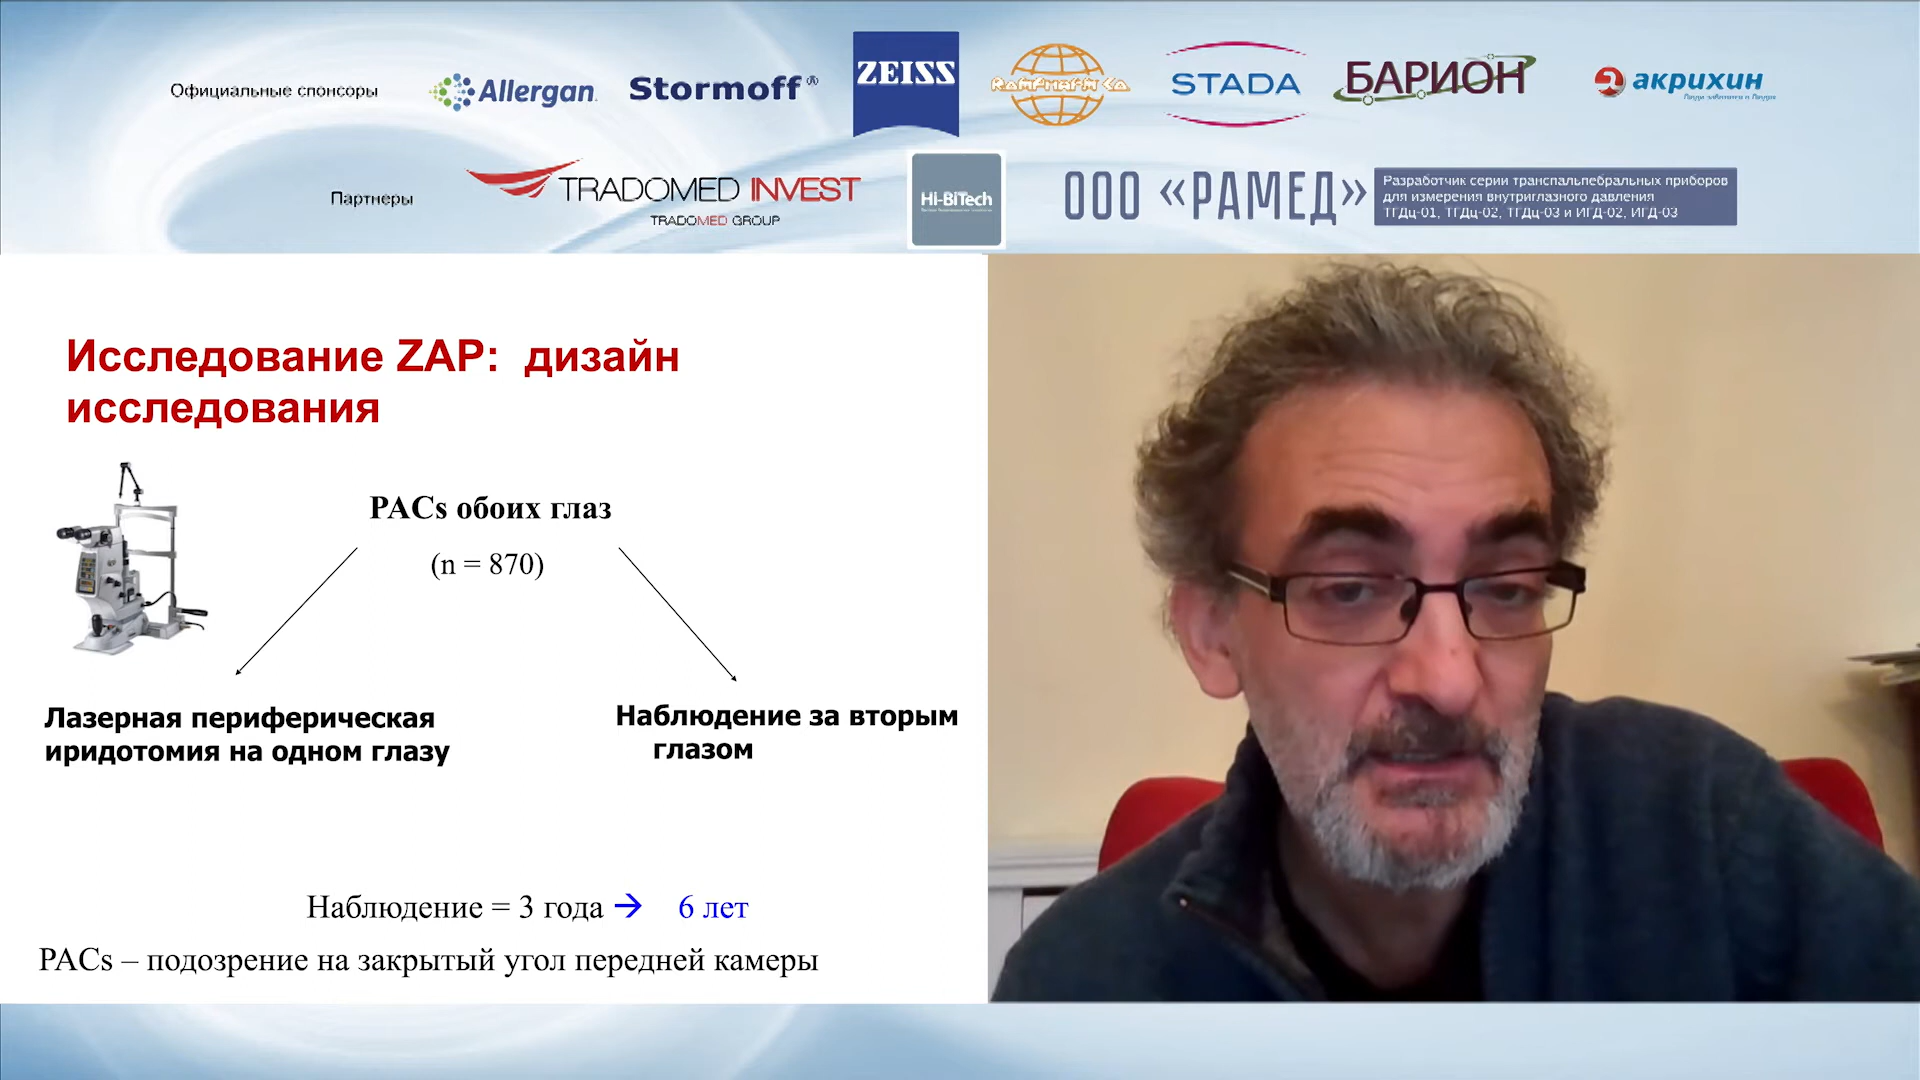 Официальные спонсоры
Allergan
Stormoff®
ZEISS
STADA
БАРИОН
акрихин
Люди заботятся о Людях
Партнеры
TRADOMED INVEST
TRADOMED GROUP
Hi-BiTech
ООО «РАМЕД»
Разработчик серии транспальпебральных приборов
для измерения внутриглазного давления
ТГДц-01, ТГДц-02, ТГДц-03 и ИГД-02, ИГД-03
Исследование ZAP: дизайн
исследования
PACs обоих глаз
(n = 870)
Лазерная периферическая
иридотомия на одном глазу
Наблюдение за вторым
глазом
Наблюдение = 3 года → 6 лет
PACs – подозрение на закрытый угол передней камеры